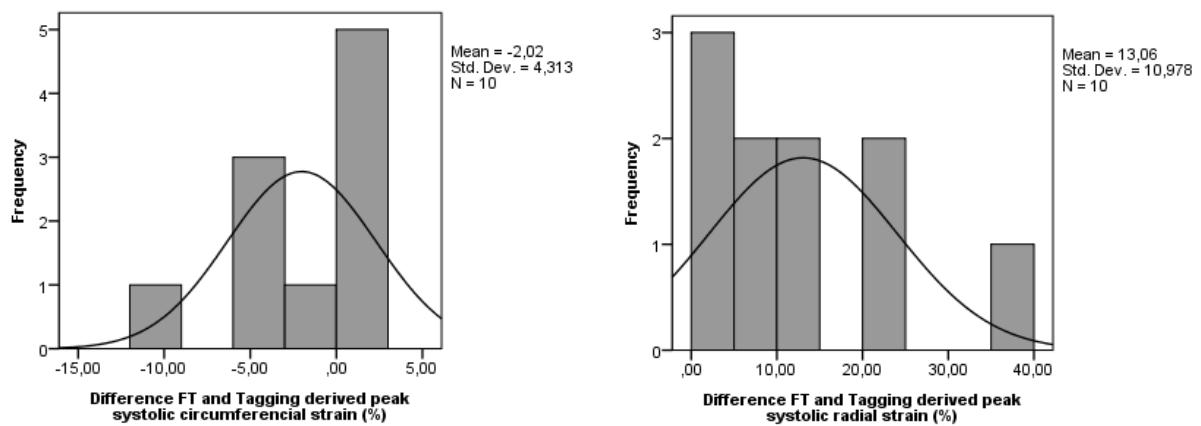 Frequency
5
4
3
2
1
0
-15,00 -10,00 -5,00 ,00 5,00
Difference FT and Tagging derived peak
systolic circumferencial strain (%)
Mean = -2,02
Std. Dev. = 4,313
N = 10
Frequency
3
2
1
0
,00 10,00 20,00 30,00 40,00
Difference FT and Tagging derived peak
systolic radial strain (%)
Mean = 13,06
Std. Dev. = 10,978
N = 10